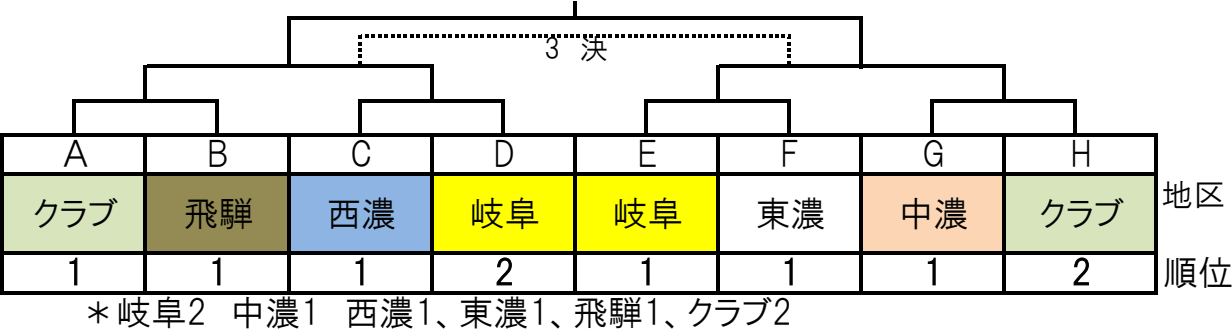 3 決
A B C D E F G H
クラブ 飛騨 西濃 岐阜 岐阜 東濃 中濃 クラブ 地区
1 1 1 2 1 1 1 2 順位
＊岐阜2 中濃1 西濃1、東濃1、飛騨1、クラブ2